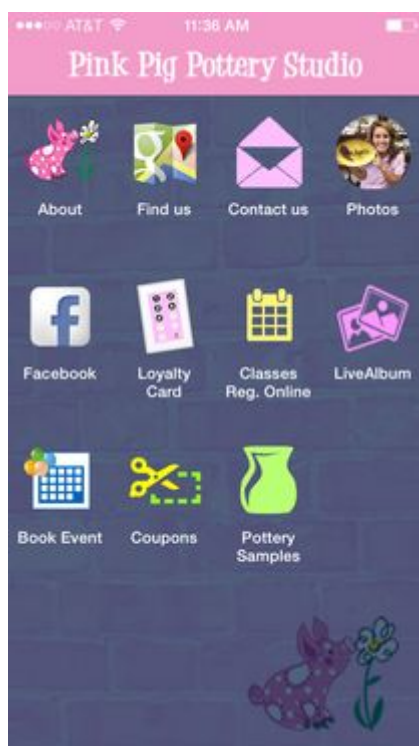 AT&T 11:36 AM
Pink Pig Pottery Studio
About Find us Contact us Photos
Facebook Loyalty Card Classes Reg. Online LiveAlbum
Book Event Coupons Pottery Samples